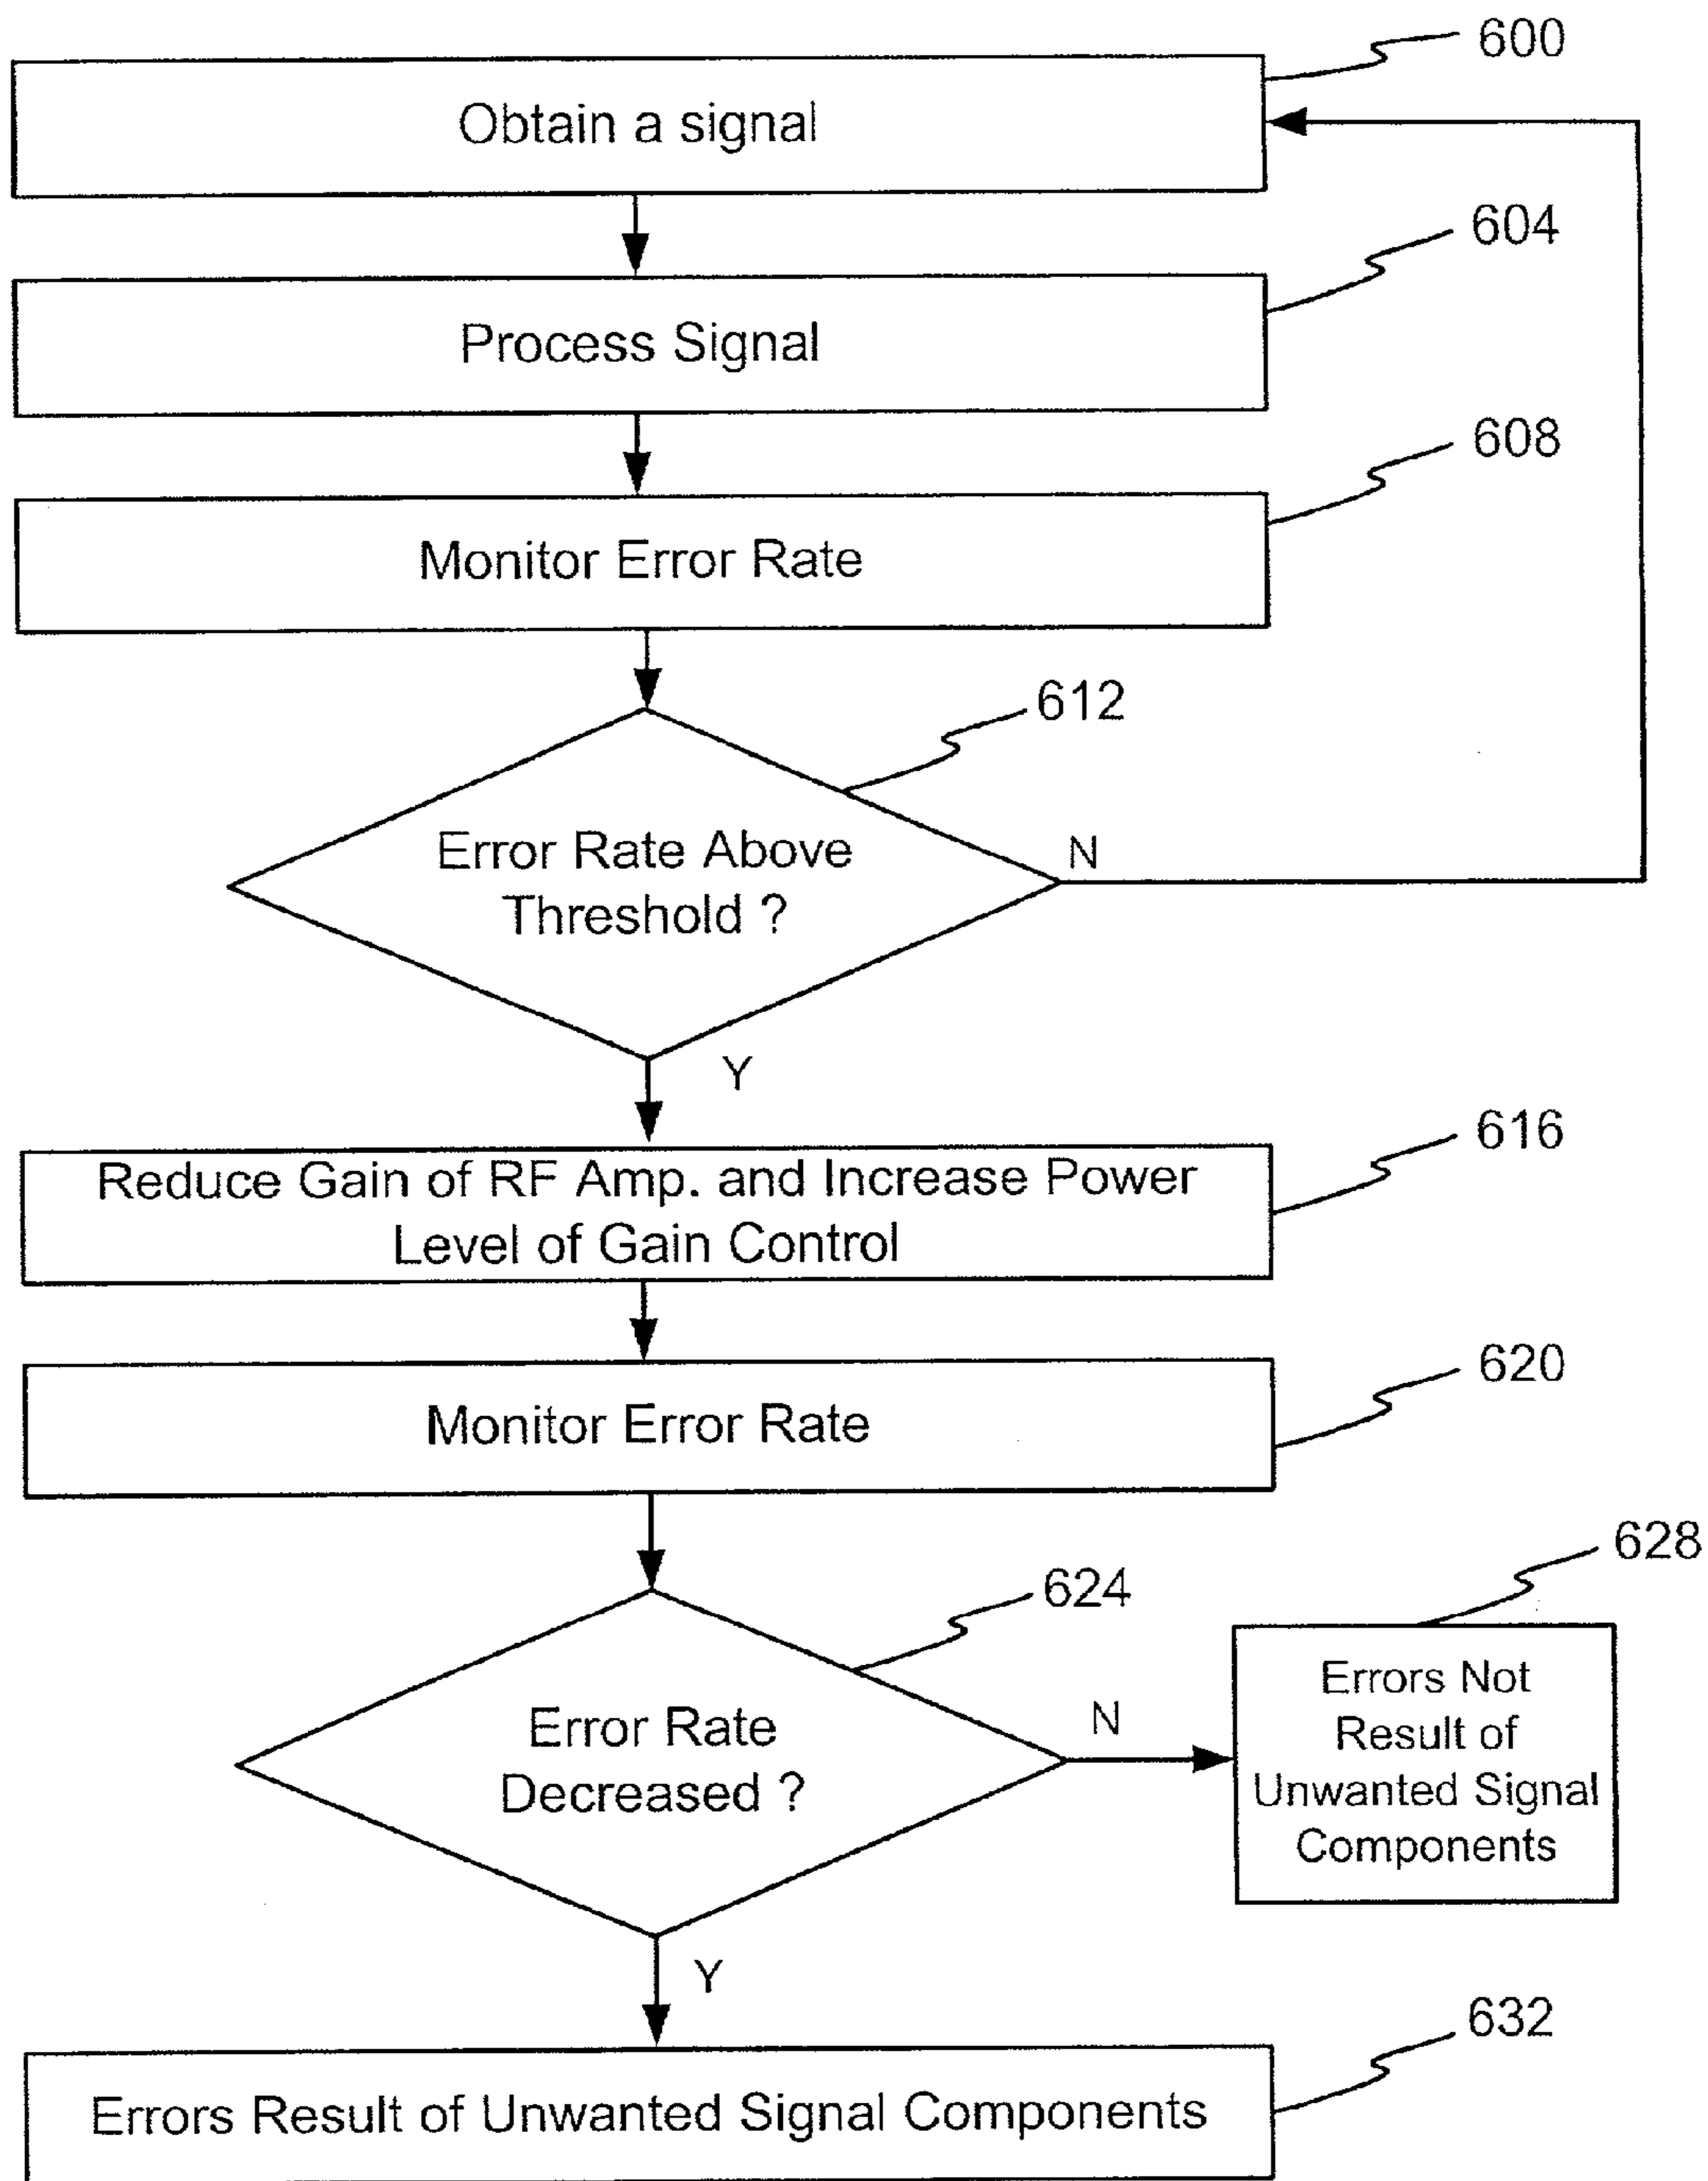 600
Obtain a signal
604
Process Signal
608
Monitor Error Rate
612
Error Rate Above
Threshold ?
N
Y
616
Reduce Gain of RF Amp. and Increase Power
Level of Gain Control
620
Monitor Error Rate
624
Error Rate
Decreased ?
N
628
Errors Not
Result of
Unwanted Signal
Components
Y
632
Errors Result of Unwanted Signal Components